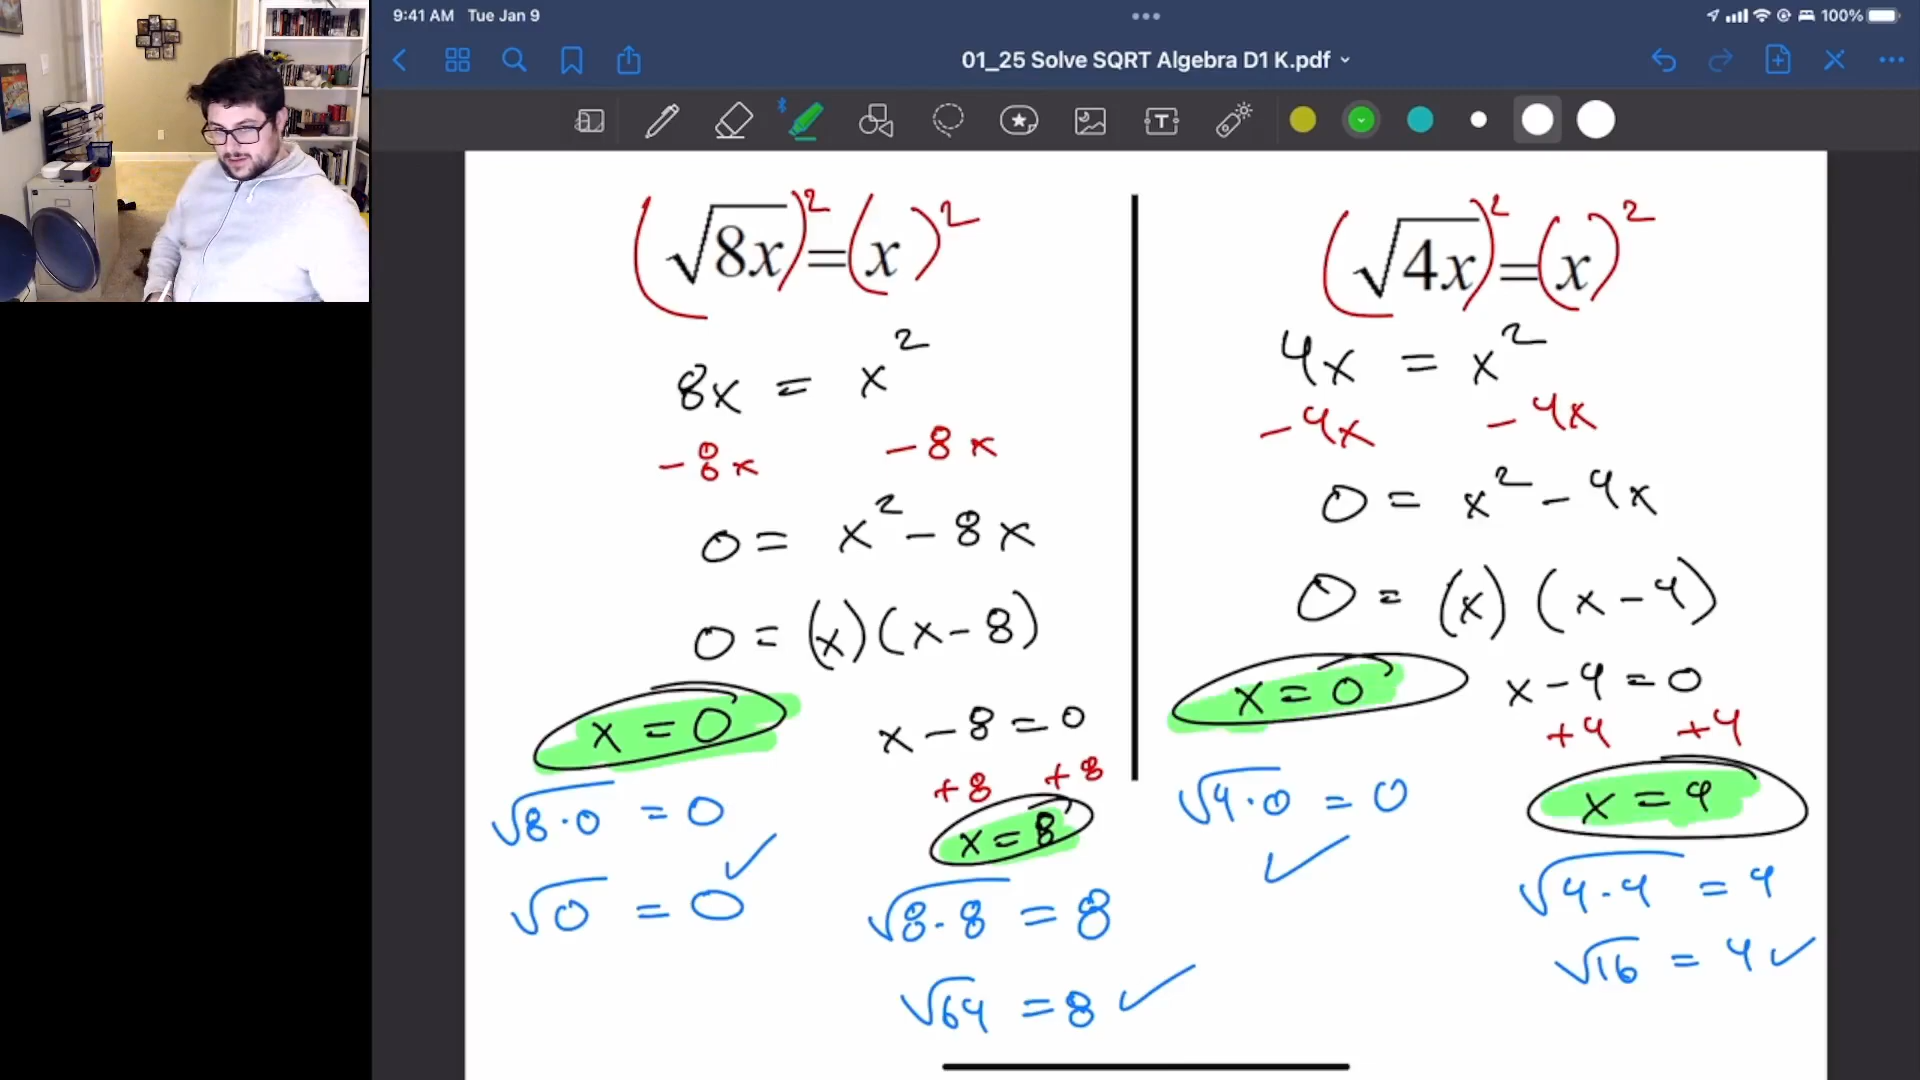 9:41 AM Tue Jan 9
100%
01_25 Solve SQRT Algebra D1 K.pdf
(√8x)² = (x)²
8x = x²
-8x -8x
0 = x² - 8x
0 = (x)(x-8)
x = 0
x - 8 = 0
+8 +8
x = 8
√8·0 = 0 ✓
√0 = 0
√8·8 = 8
√64 = 8 ✓
(√4x)² = (x)²
4x = x²
-4x -4x
0 = x² - 4x
0 = (x)(x-4)
x = 0
x - 4 = 0
+4 +4
x = 4
√4·0 = 0
✓
√4·4 = 4
√16 = 4 ✓